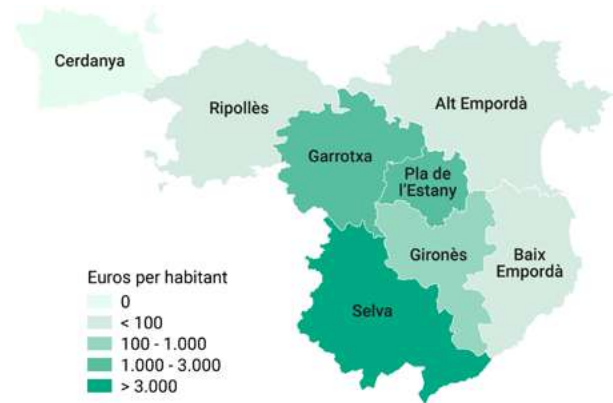 Cerdanya
Ripollès
Alt Empordà
Garrotxa
Pla de
l'Estany
Gironès
Baix
Empordà
Selva
Euros per habitant
0
< 100
100 - 1.000
1.000 - 3.000
> 3.000